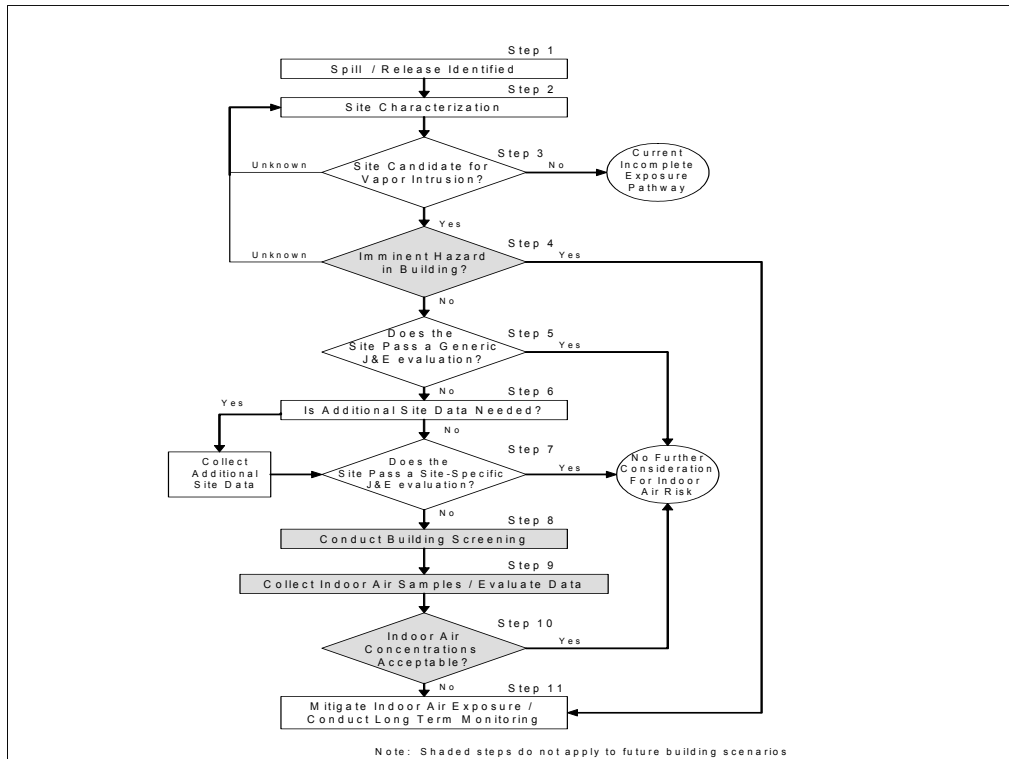 Step 1
Spill / Release Identified
Step 2
Site Characterization
Step 3
Unknown
Site Candidate for
Vapor Intrusion?
No
Current
Incomplete
Exposure
Pathway
Yes
Step 4
Unknown
Imminent Hazard
in Building?
Yes
No
Step 5
Does the
Site Pass a Generic
J&E evaluation?
Yes
No
Step 6
Yes
Is Additional Site Data Needed?
No
Step 7
Collect
Additional
Site Data
Does the
Site Pass a Site-Specific
J&E evaluation?
Yes
No Further
Consideration
For Indoor
Air Risk
No
Step 8
Conduct Building Screening
Step 9
Collect Indoor Air Samples / Evaluate Data
Step 10
Indoor Air
Concentrations
Acceptable?
Yes
No
Step 11
Mitigate Indoor Air Exposure /
Conduct Long Term Monitoring
Note: Shaded steps do not apply to future building scenarios